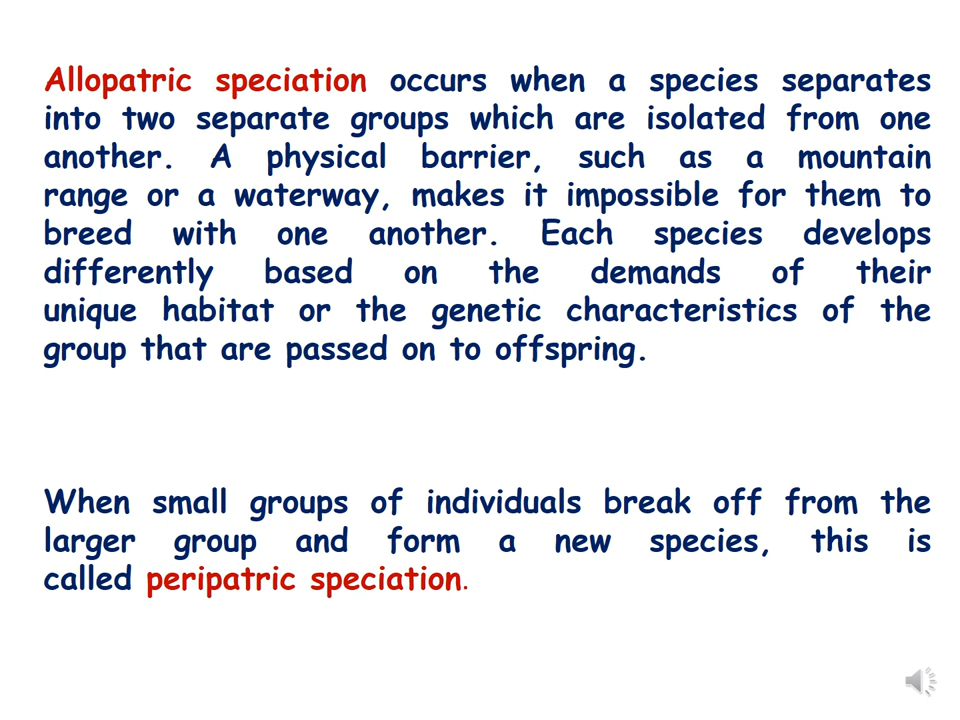 Allopatric speciation occurs when a species separates
into two separate groups which are isolated from one
another. A physical barrier, such as a mountain
range or a waterway, makes it impossible for them to
breed with one another. Each species develops
differently based on the demands of their
unique habitat or the genetic characteristics of the
group that are passed on to offspring.
When small groups of individuals break off from the
larger group and form a new species, this is
called peripatric speciation.